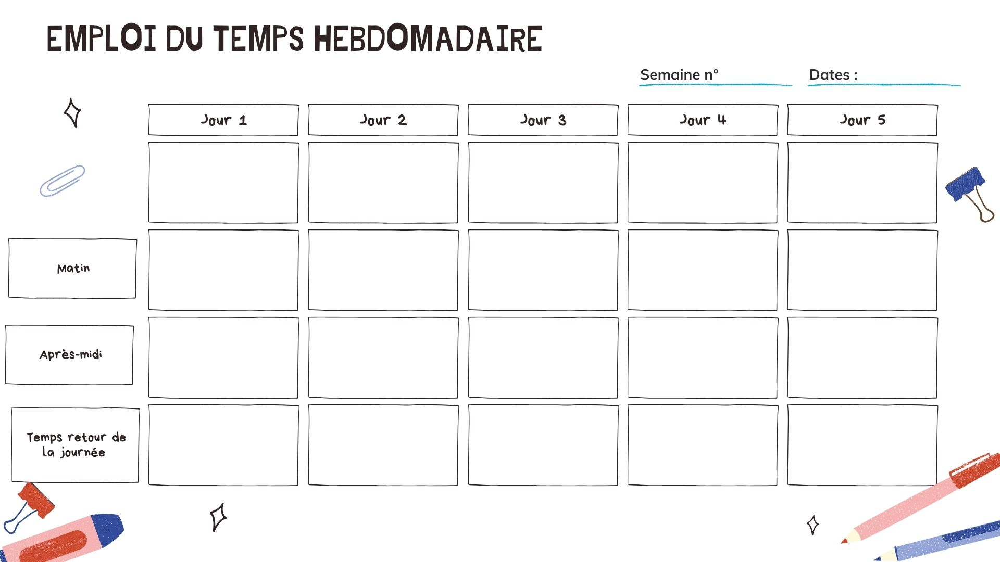 EMPLOI DU TEMPS HEBDOMADAIRE
Semaine n° Dates :
Jour 1 Jour 2 Jour 3 Jour 4 Jour 5
Matin
Après-midi
Temps retour de
la journée